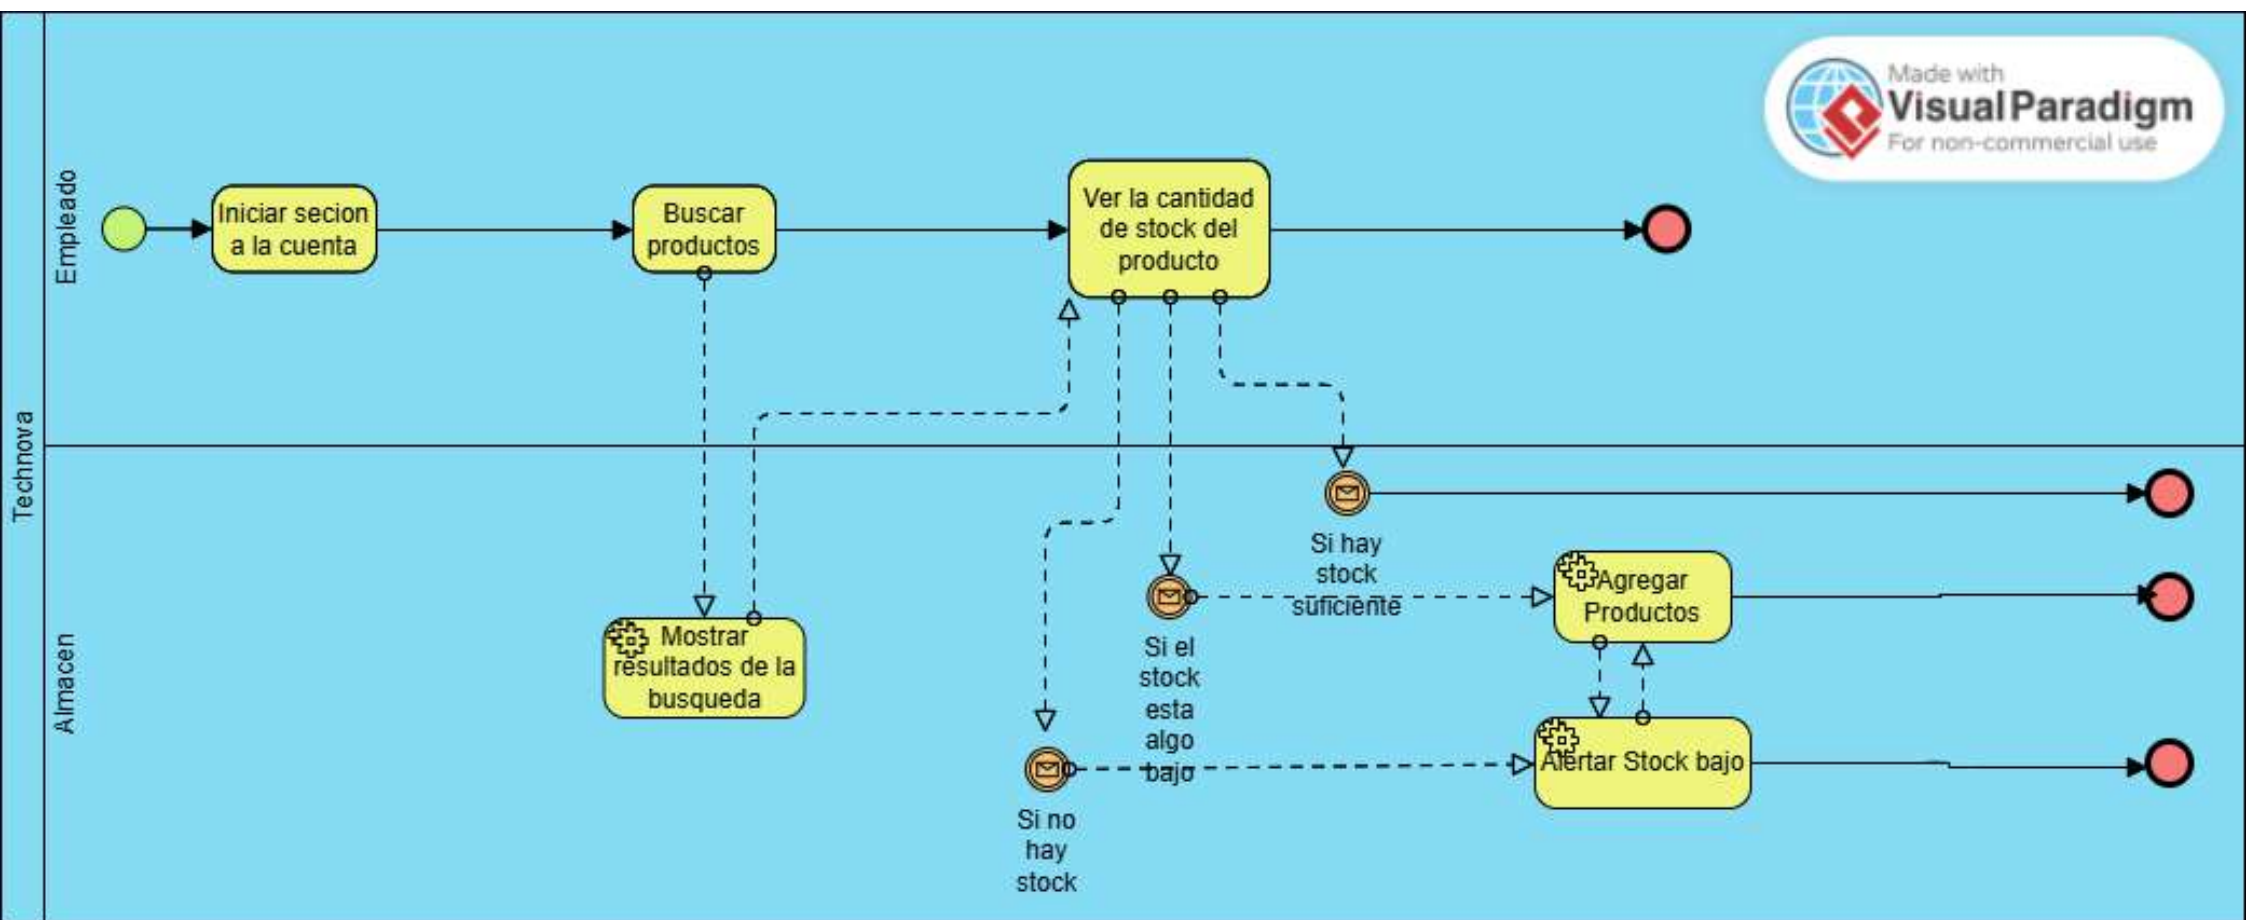 Made with
Visual Paradigm
For non-commercial use
Technova
Empleado
Iniciar secion
a la cuenta
Buscar
productos
Ver la cantidad
de stock del
producto
Almacen
Mostrar
resultados de la
busqueda
Si hay
stock
suficiente
Si el
stock
esta
algo
bajo
Si no
hay
stock
Agregar
Productos
Alertar Stock bajo